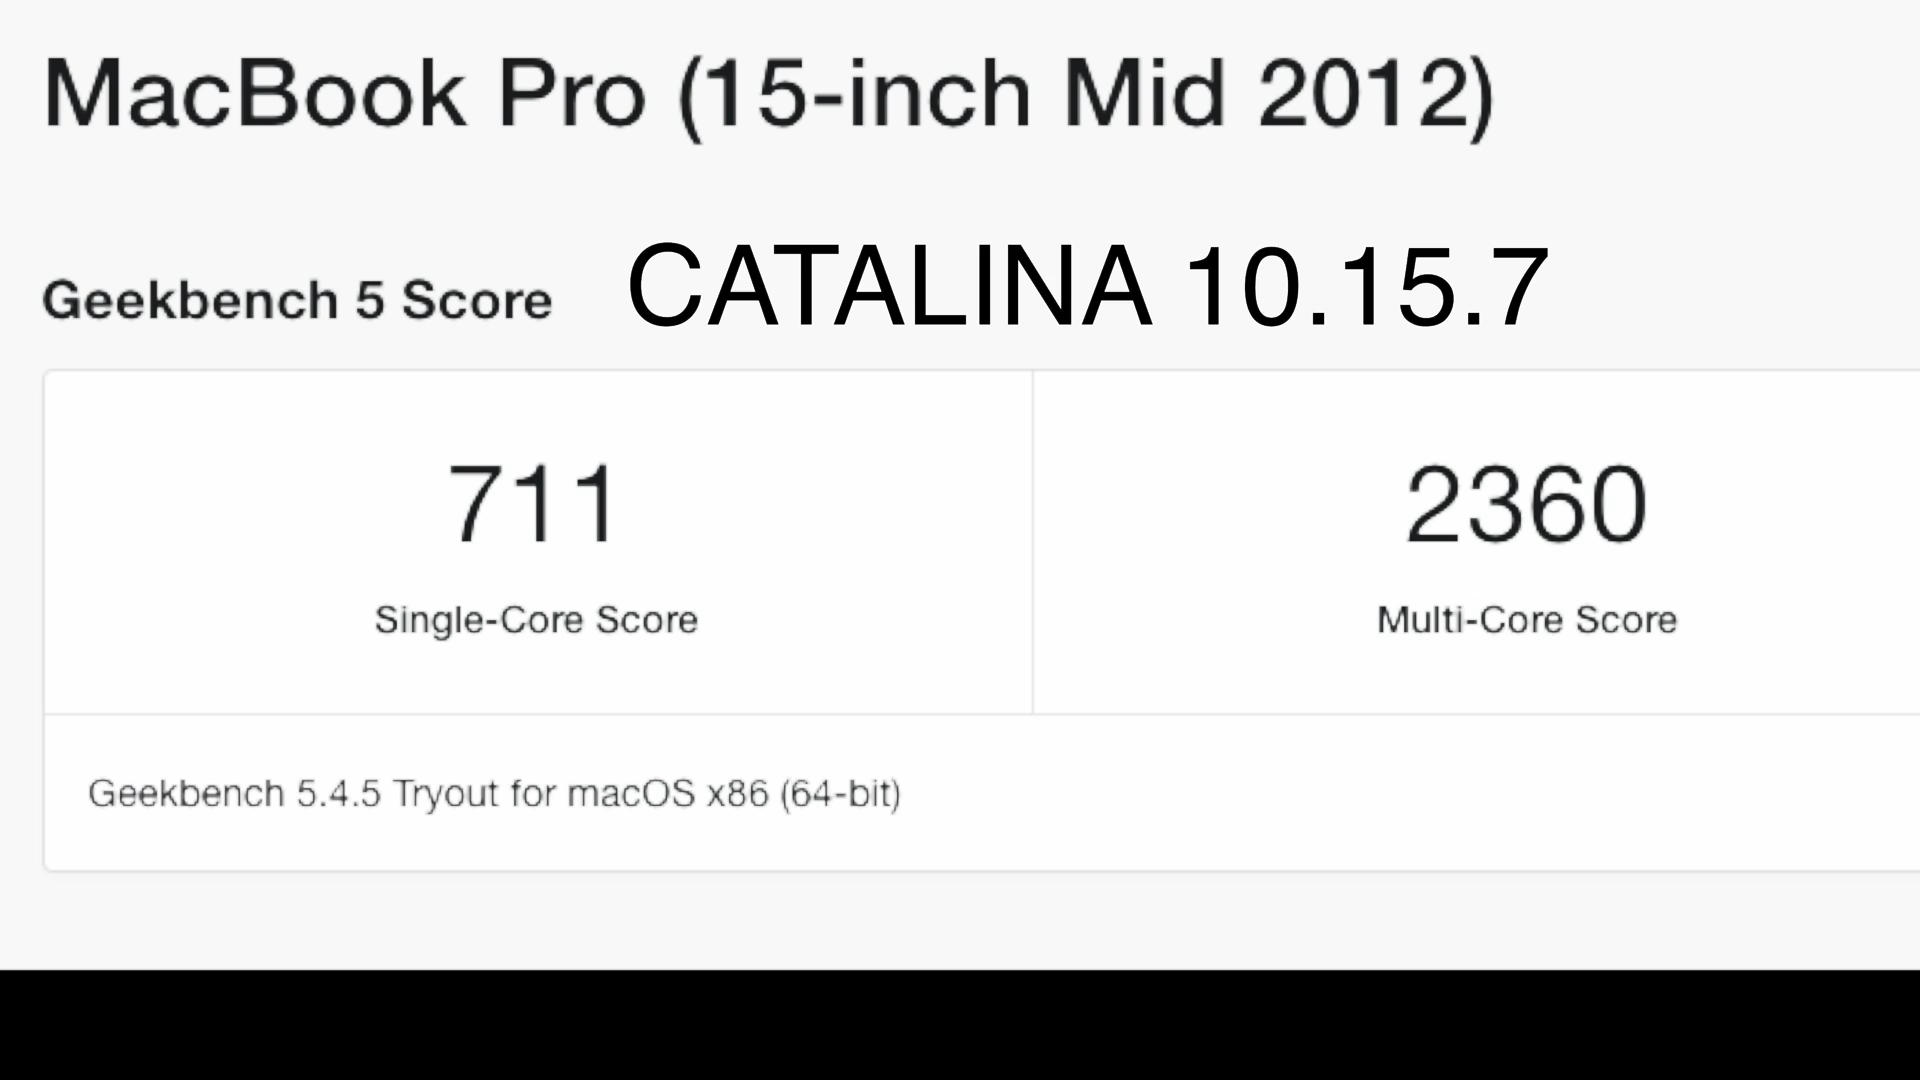 MacBook Pro (15-inch Mid 2012)
Geekbench 5 Score CATALINA 10.15.7
711 2360
Single-Core Score Multi-Core Score
Geekbench 5.4.5 Tryout for macOS x86 (64-bit)